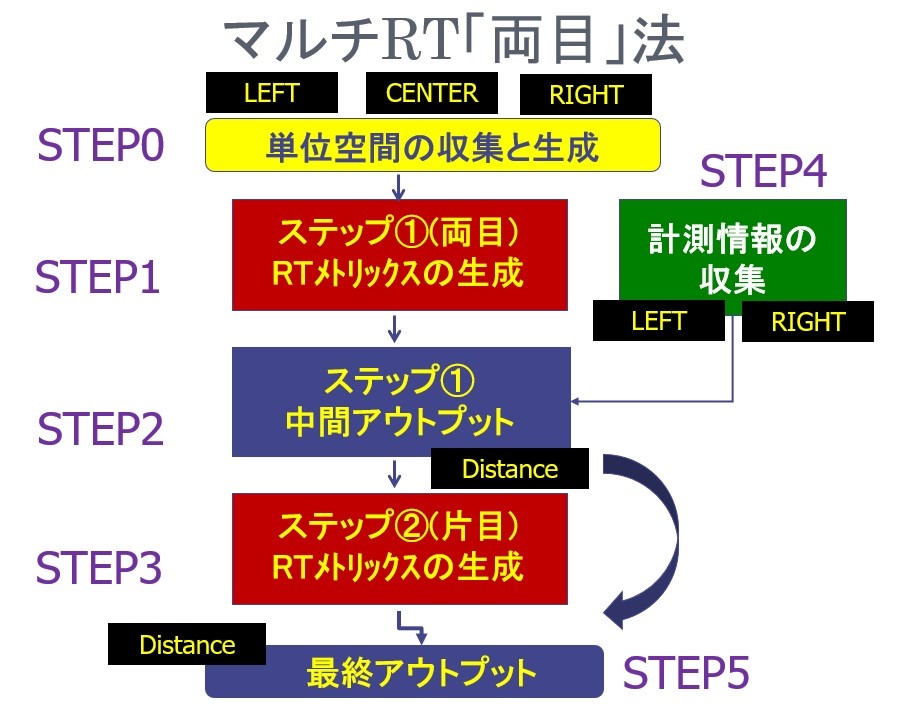 マルチRT「両目」法
LEFT
CENTER
RIGHT
STEP0
単位空間の収集と生成
STEP4
STEP1
ステップ①(両目)
RTﾒﾄﾘｯｸｽの生成
計測情報の
収集
LEFT
RIGHT
STEP2
ステップ①
中間アウトプット
Distance
STEP3
ステップ②(片目)
RTﾒﾄﾘｯｸｽの生成
Distance
最終アウトプット
STEP5